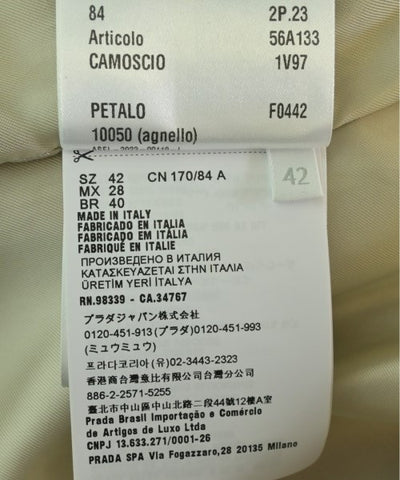 84 2P.23
Articolo 56A133
CAMOSCIO 1V97
PETALO F0442
10050 (agnello)
42
SZ 42 CN 170/84 A
MX 28
BR 40
MADE IN ITALY
FABRICADO EN ITALIA
FABRICADO EM ITÁLIA
FABRIQUÉ EN ITALIE
ПРОИЗВЕДЕНО В ИТАЛИЯ
ΚΑΤΑΣΚΕΥΑΖΕΤΑΙ ΣΤΗΝ ΙΤΑΛΙΑ
ÜRETİM YERİ İTALYA
RN.98339 - CA.34767
プラダジャパン株式会社
0120-451-913 (プラダ)0120-451-993
(ミュウミュウ)
프라다코리아(유)02-3443-2323
香港商台灣意比有限公司台灣分公司
886-2-2571-5255
臺北市中山區中山北路二段44號12樓A室
Prada Brasil Importação e Comércio
de Artigos de Luxo Ltda
CNPJ 13.633.271/0001-26
PRADA SPA Via Fogazzaro,28 20135 Milano